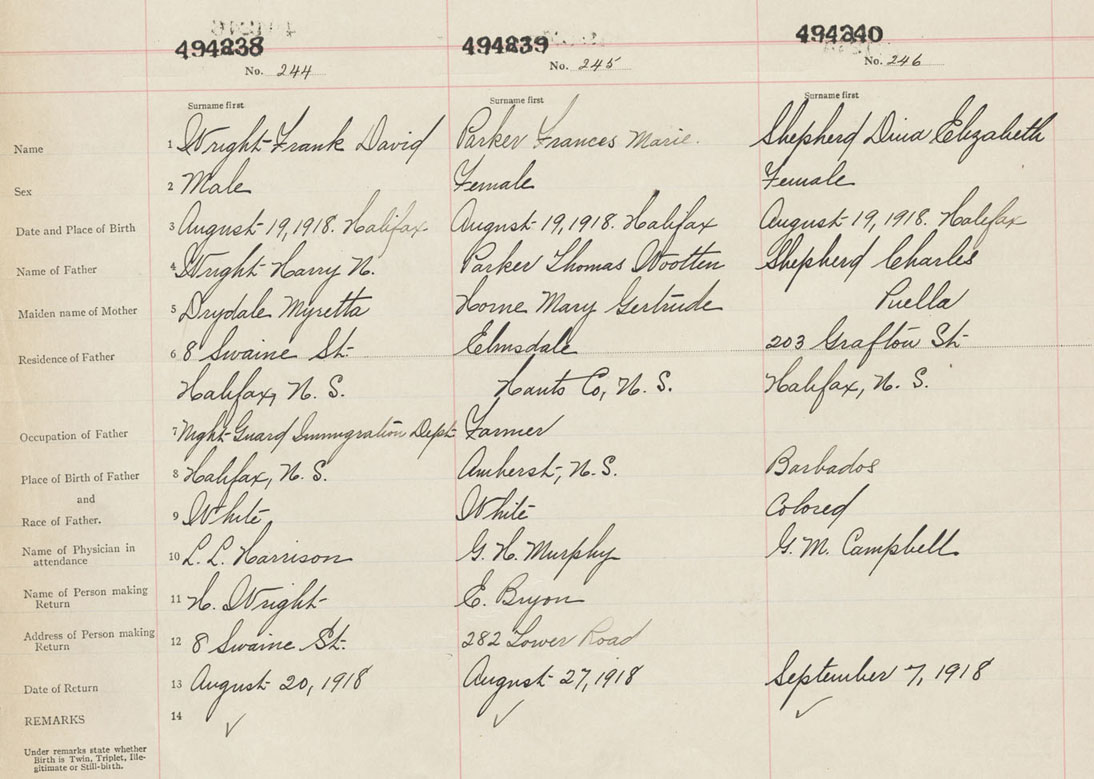 494238 494239 494240
No. 244 No. 245 No. 246
Surname first Surname first Surname first
Name 1 Wright Frank David Parker Frances Marie. Shepherd Dina Elizabeth
Sex 2 Male Female Female
Date and Place of Birth 3 August 19, 1918. Halifax August 19, 1918. Halifax August 19, 1918. Halifax
Name of Father 4 Wright Harry N. Parker Thomas Wootten Shepherd Charles
Maiden name of Mother 5 Drydale Myretta Horne Mary Gertrude Puella
Residence of Father 6 8 Swaine St. Elmsdale 203 Grafton St.
Halifax, N. S. Hants Co, N. S. Halifax, N. S.
Occupation of Father 7 Night Guard Immigration Dept. Farmer
Place of Birth of Father 8 Halifax, N. S. Amherst, N. S. Barbados
and
Race of Father. 9 White White Colored
Name of Physician in
attendance 10 L. L. Harrison G. H. Murphy G. M. Campbell
Name of Person making
Return 11 H. Wright E. Bryon
Address of Person making
Return 12 8 Swaine St. 282 Lower Road
Date of Return 13 August 20, 1918 August 27, 1918 September 7, 1918
REMARKS 14 ✓ ✓ ✓
Under remarks state whether
Birth is Twin, Triplet, Ille-
gitimate or Still-birth.